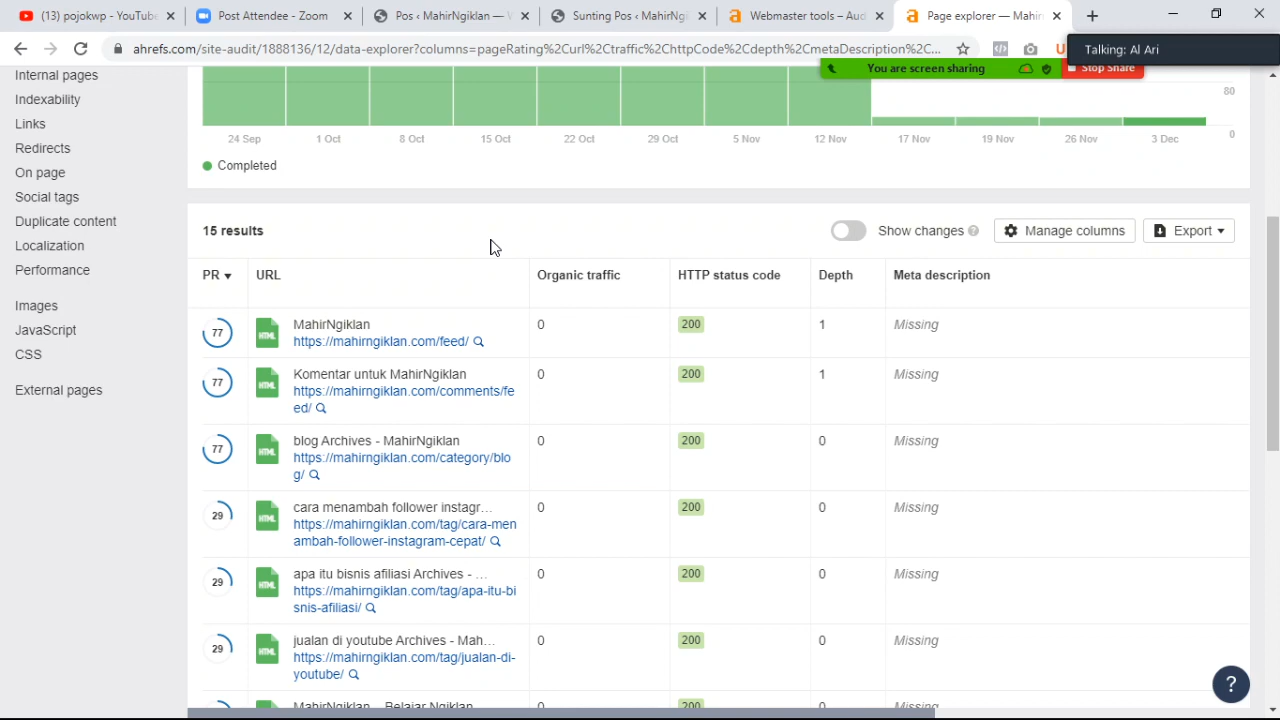 (13) pojokwp - YouTube
Post Attendee - Zoom
Pos ‹ MahirNgiklan — W
Sunting Pos ‹ MahirNgik
Webmaster tools – Aud
Page explorer — Mahir
ahrefs.com/site-audit/1888136/12/data-explorer?columns=pageRating%2Curl%2Ctraffic%2ChttpCode%2Cdepth%2CmetaDescription%2C...
Talking: Al Ari
You are screen sharing
Stop Share
Internal pages
Indexability
Links
Redirects
On page
Social tags
Duplicate content
Localization
Performance
Images
JavaScript
CSS
External pages
80
0
24 Sep 1 Oct 8 Oct 15 Oct 22 Oct 29 Oct 5 Nov 12 Nov 17 Nov 19 Nov 26 Nov 3 Dec
Completed
15 results
Show changes ?
Manage columns
Export
PR URL Organic traffic HTTP status code Depth Meta description
77 MahirNgiklan 0 200 1 Missing
https://mahirngiklan.com/feed/
77 Komentar untuk MahirNgiklan 0 200 1 Missing
https://mahirngiklan.com/comments/fe
ed/
77 blog Archives - MahirNgiklan 0 200 0 Missing
https://mahirngiklan.com/category/blo
g/
29 cara menambah follower instagr... 0 200 0 Missing
https://mahirngiklan.com/tag/cara-men
ambah-follower-instagram-cepat/
29 apa itu bisnis afiliasi Archives - ... 0 200 0 Missing
https://mahirngiklan.com/tag/apa-itu-bi
snis-afiliasi/
29 jualan di youtube Archives - Mah... 0 200 0 Missing
https://mahirngiklan.com/tag/jualan-di-
youtube/
MahirNgiklan - Belajar Ngiklan 0 200 0 Missing
?